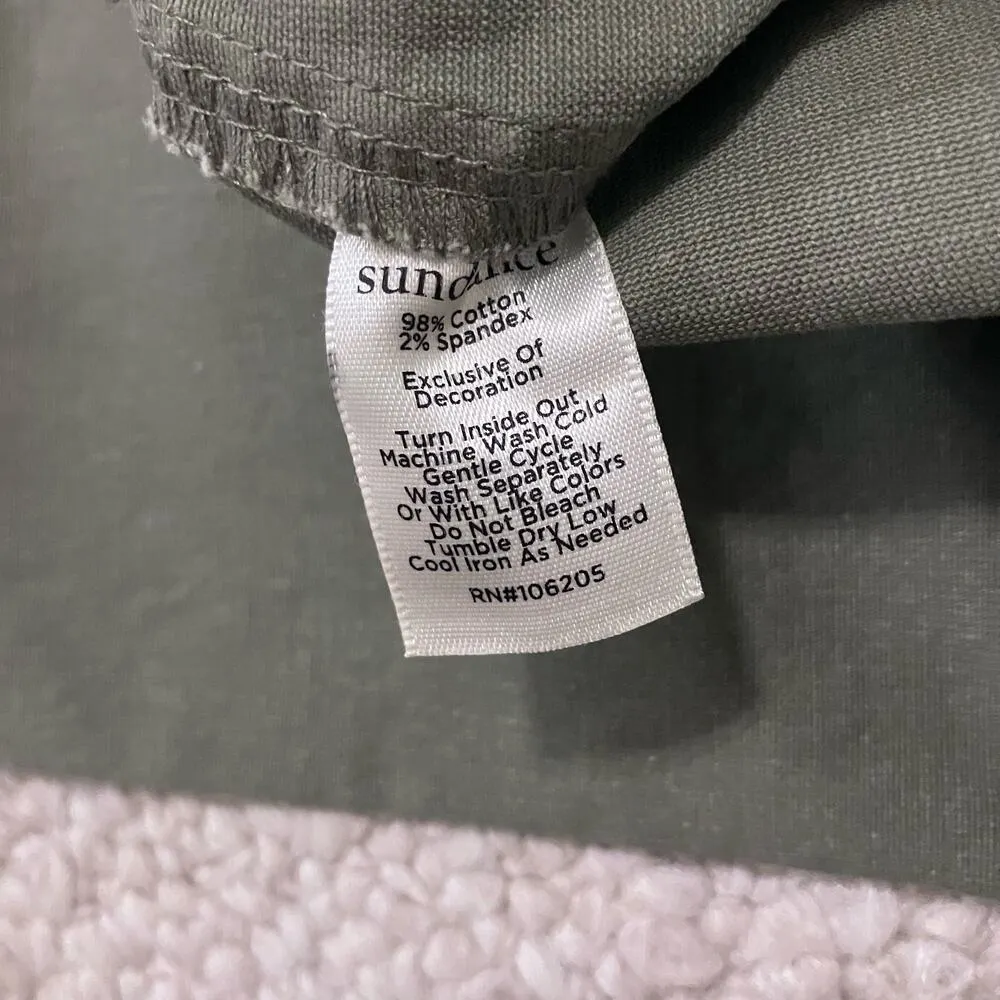 sundance
98% Cotton
2% Spandex
Exclusive Of
Decoration
Turn Inside Out
Machine Wash Cold
Gentle Cycle
Wash Separately
Or With Like Colors
Do Not Bleach
Tumble Dry Low
Cool Iron As Needed
RN#106205